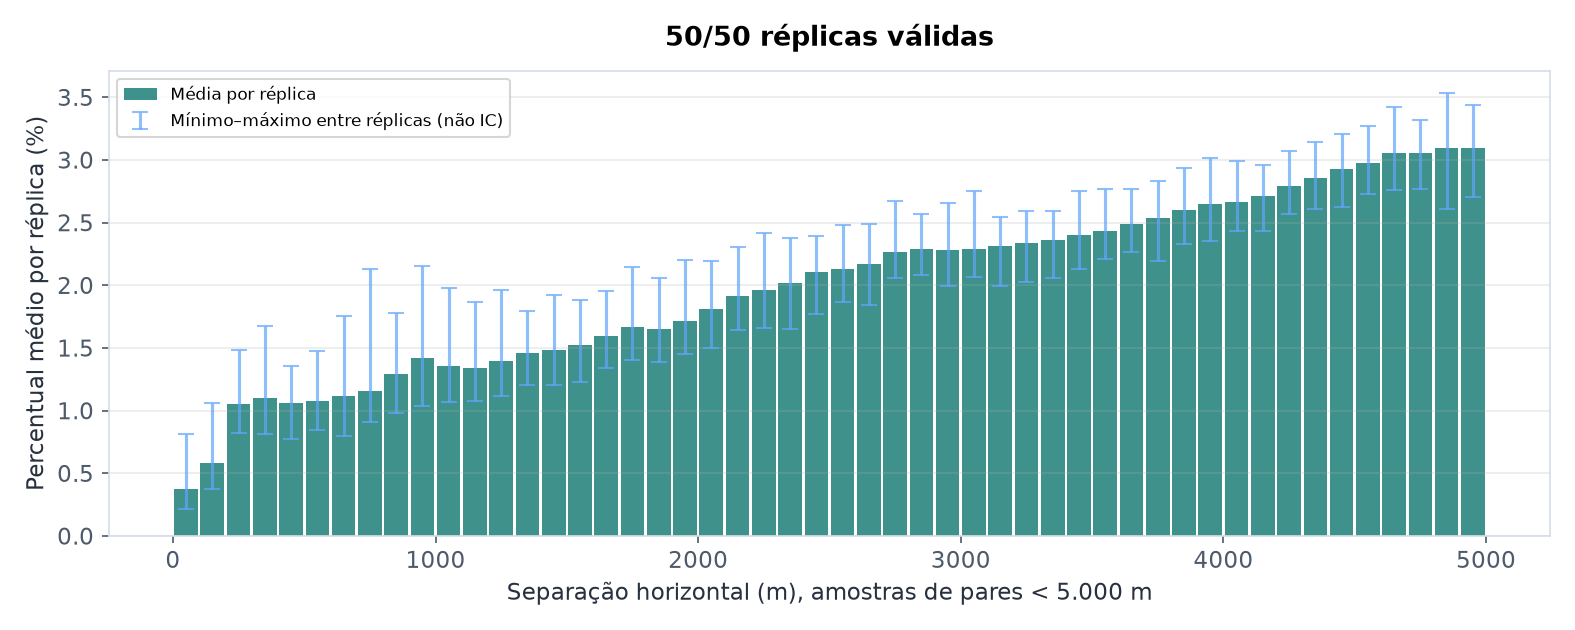 50/50 réplicas válidas
Média por réplica
Mínimo–máximo entre réplicas (não IC)
Percentual médio por réplica (%)
3.5
3.0
2.5
2.0
1.5
1.0
0.5
0.0
0 1000 2000 3000 4000 5000
Separação horizontal (m), amostras de pares < 5.000 m